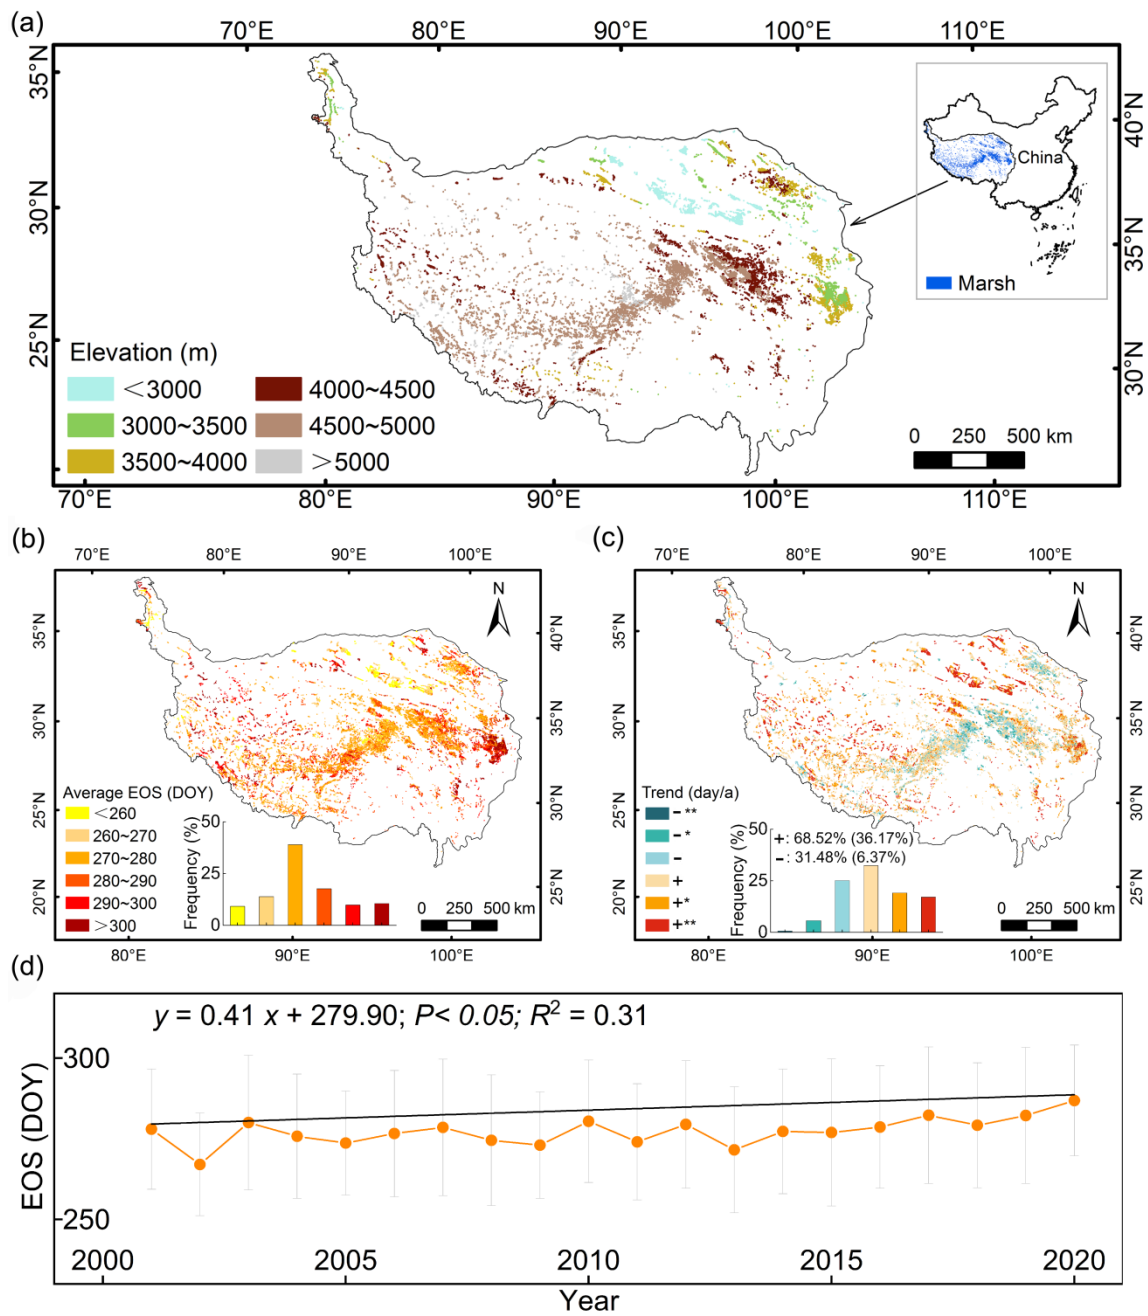 (a)
70°E 80°E 90°E 100°E 110°E
35°N
30°N
25°N
40°N
35°N
30°N
China
Marsh
Elevation (m)
<3000
3000~3500
3500~4000
4000~4500
4500~5000
>5000
0 250 500 km
70°E 80°E 90°E 100°E 110°E
(b)
70°E 80°E 90°E 100°E
N
35°N
30°N
25°N
20°N
40°N
35°N
30°N
25°N
Average EOS (DOY)
<260
260~270
270~280
280~290
290~300
>300
Frequency (%)
50
25
0
0 250 500 km
80°E 90°E 100°E
(c)
70°E 80°E 90°E 100°E
N
35°N
30°N
25°N
20°N
40°N
35°N
30°N
25°N
Trend (day/a)
- **
- *
-
+
+*
+**
Frequency (%)
50
25
0
+: 68.52% (36.17%)
-: 31.48% (6.37%)
0 250 500 km
80°E 90°E 100°E
(d)
y = 0.41 x + 279.90; P< 0.05; R² = 0.31
EOS (DOY)
300
250
2000 2005 2010 2015 2020
Year